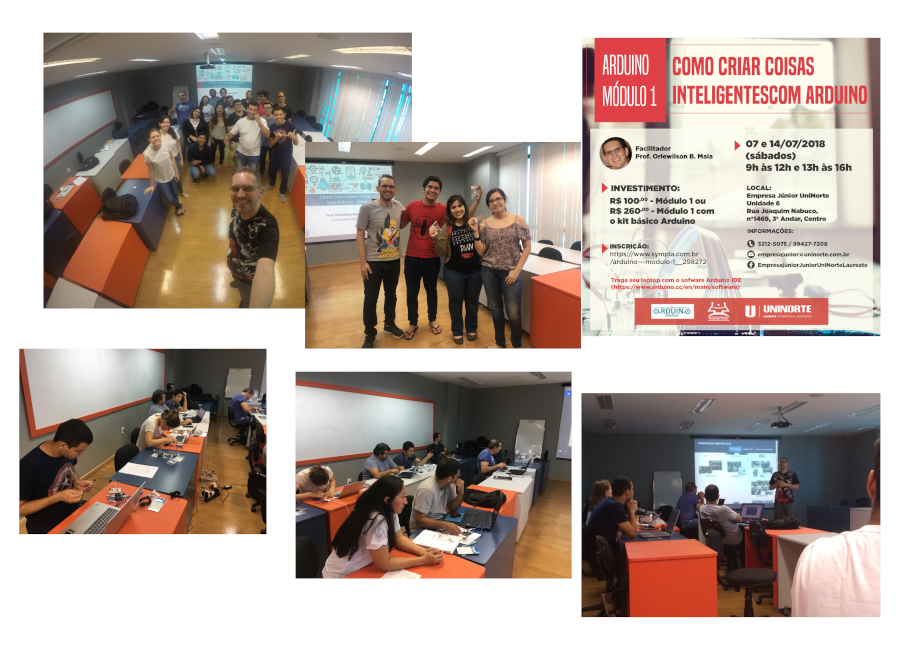 ARDUINO
MÓDULO 1
COMO CRIAR COISAS
INTELIGENTESCOM ARDUINO
Facilitador
Prof. Orlewilson B. Maia
07 e 14/07/2018
(sábados)
9h às 12h e 13h às 16h
INVESTIMENTO:
R$ 100,00 - Módulo 1 ou
R$ 260,00 - Módulo 1 com
o kit básico Arduino
LOCAL:
Empresa Júnior UniNorte
Unidade 6
Rua Joaquim Nabuco,
nº1469, 3º Andar, Centro
INFORMAÇÕES:
3212-5075 / 99427-7208
empresajunior@uninorte.com.br
EmpresajuniorJuniorUniNorteLaureate
INSCRIÇÃO:
https://www.sympla.com.br
/arduino---modulo-1__298272
Traga seu laptop com o sofware Arduino IDE
(https://www.arduino.cc/en/main/software)
ARDUINO
UNINORTE